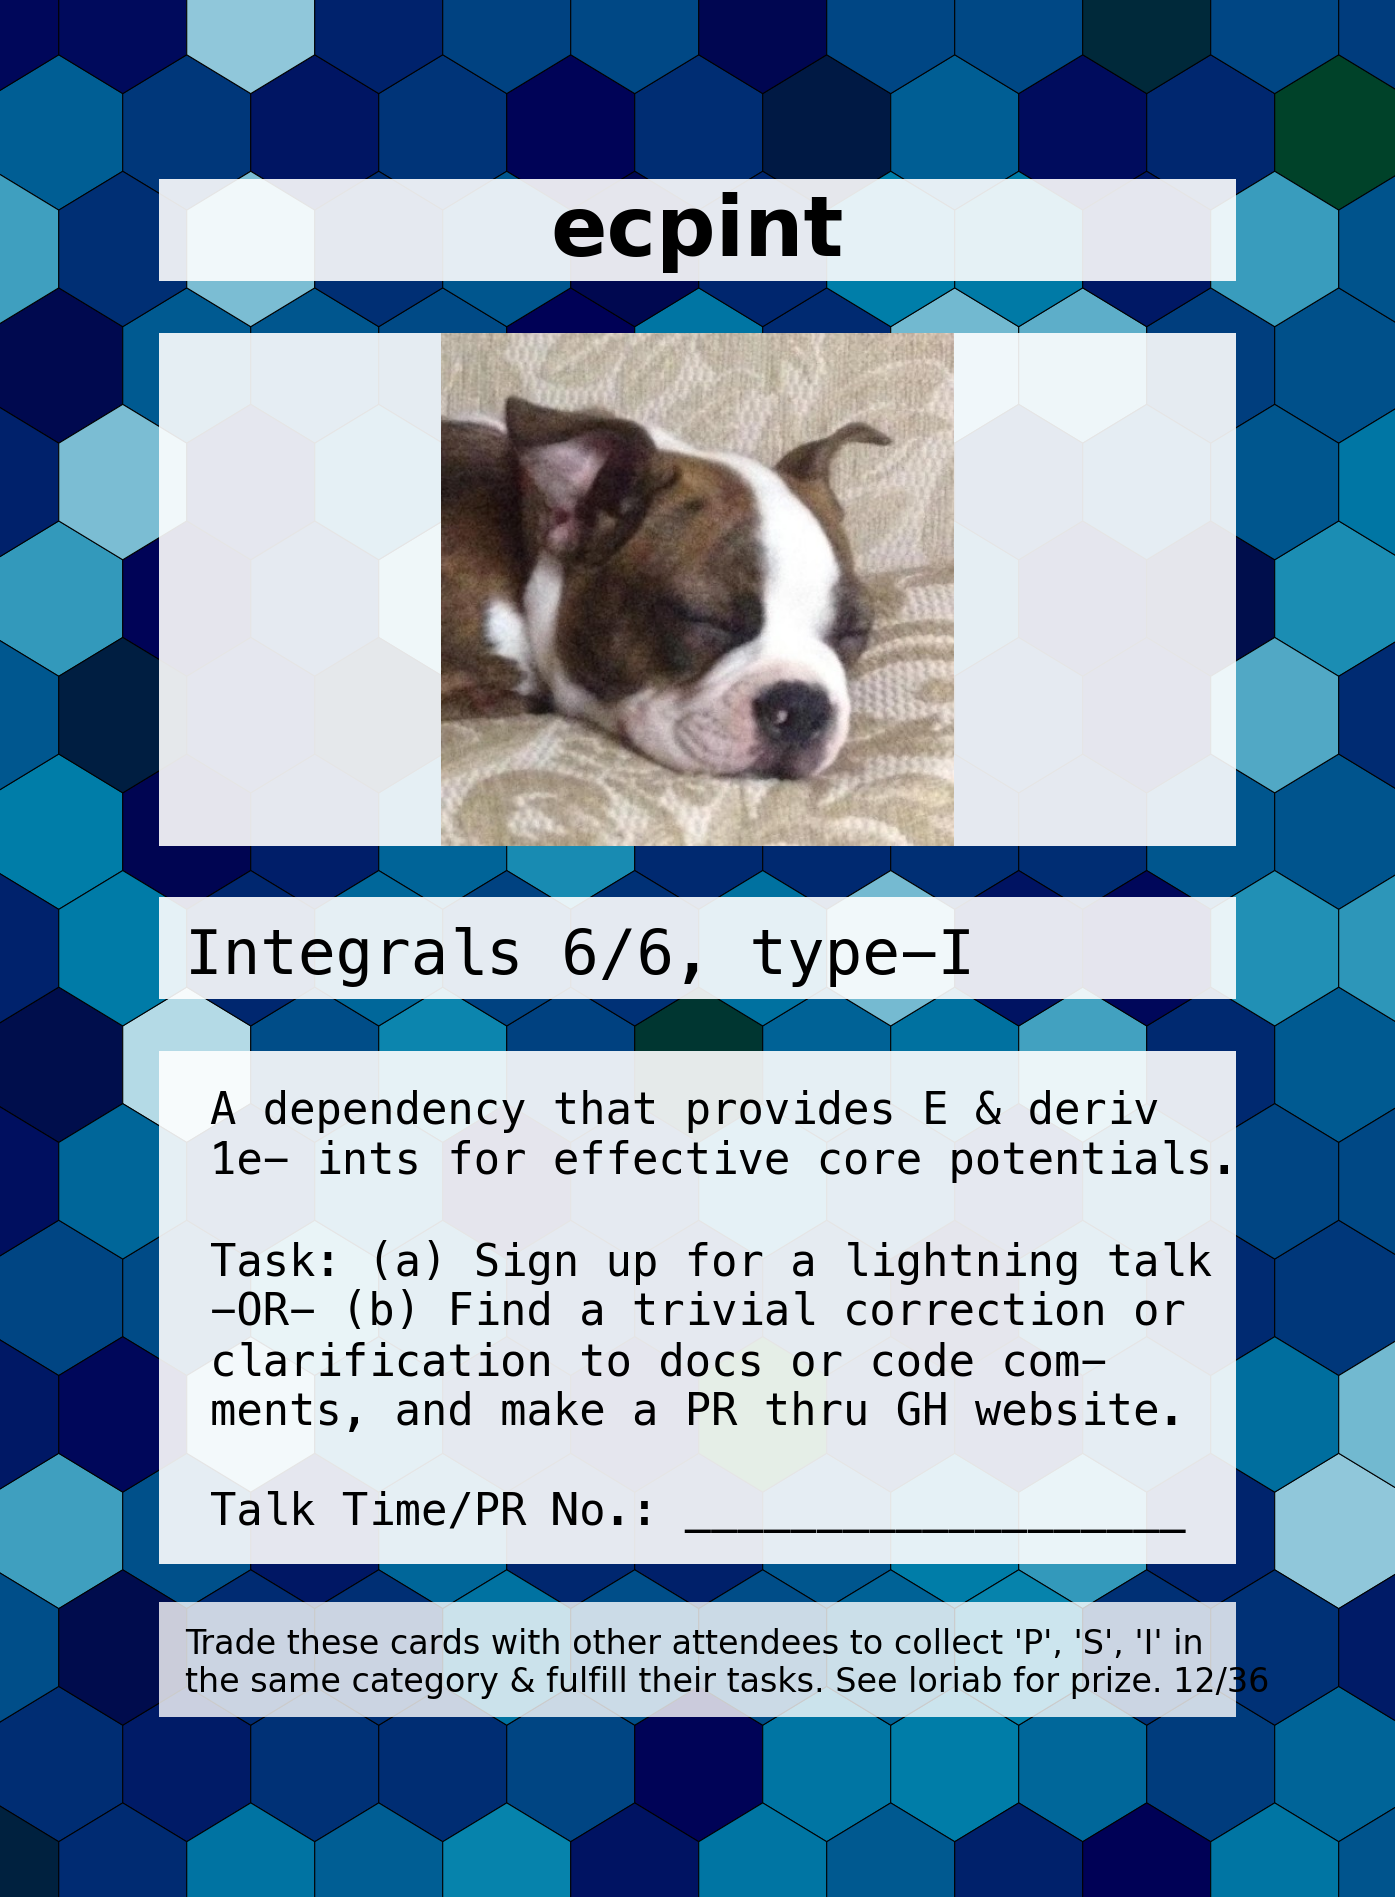 ecpint
Integrals 6/6, type−I
A dependency that provides E & deriv
1e− ints for effective core potentials.
Task: (a) Sign up for a lightning talk
−OR− (b) Find a trivial correction or
clarification to docs or code com−
ments, and make a PR thru GH website.
Talk Time/PR No.: ___________________
Trade these cards with other attendees to collect 'P', 'S', 'I' in
the same category & fulfill their tasks. See loriab for prize. 12/36